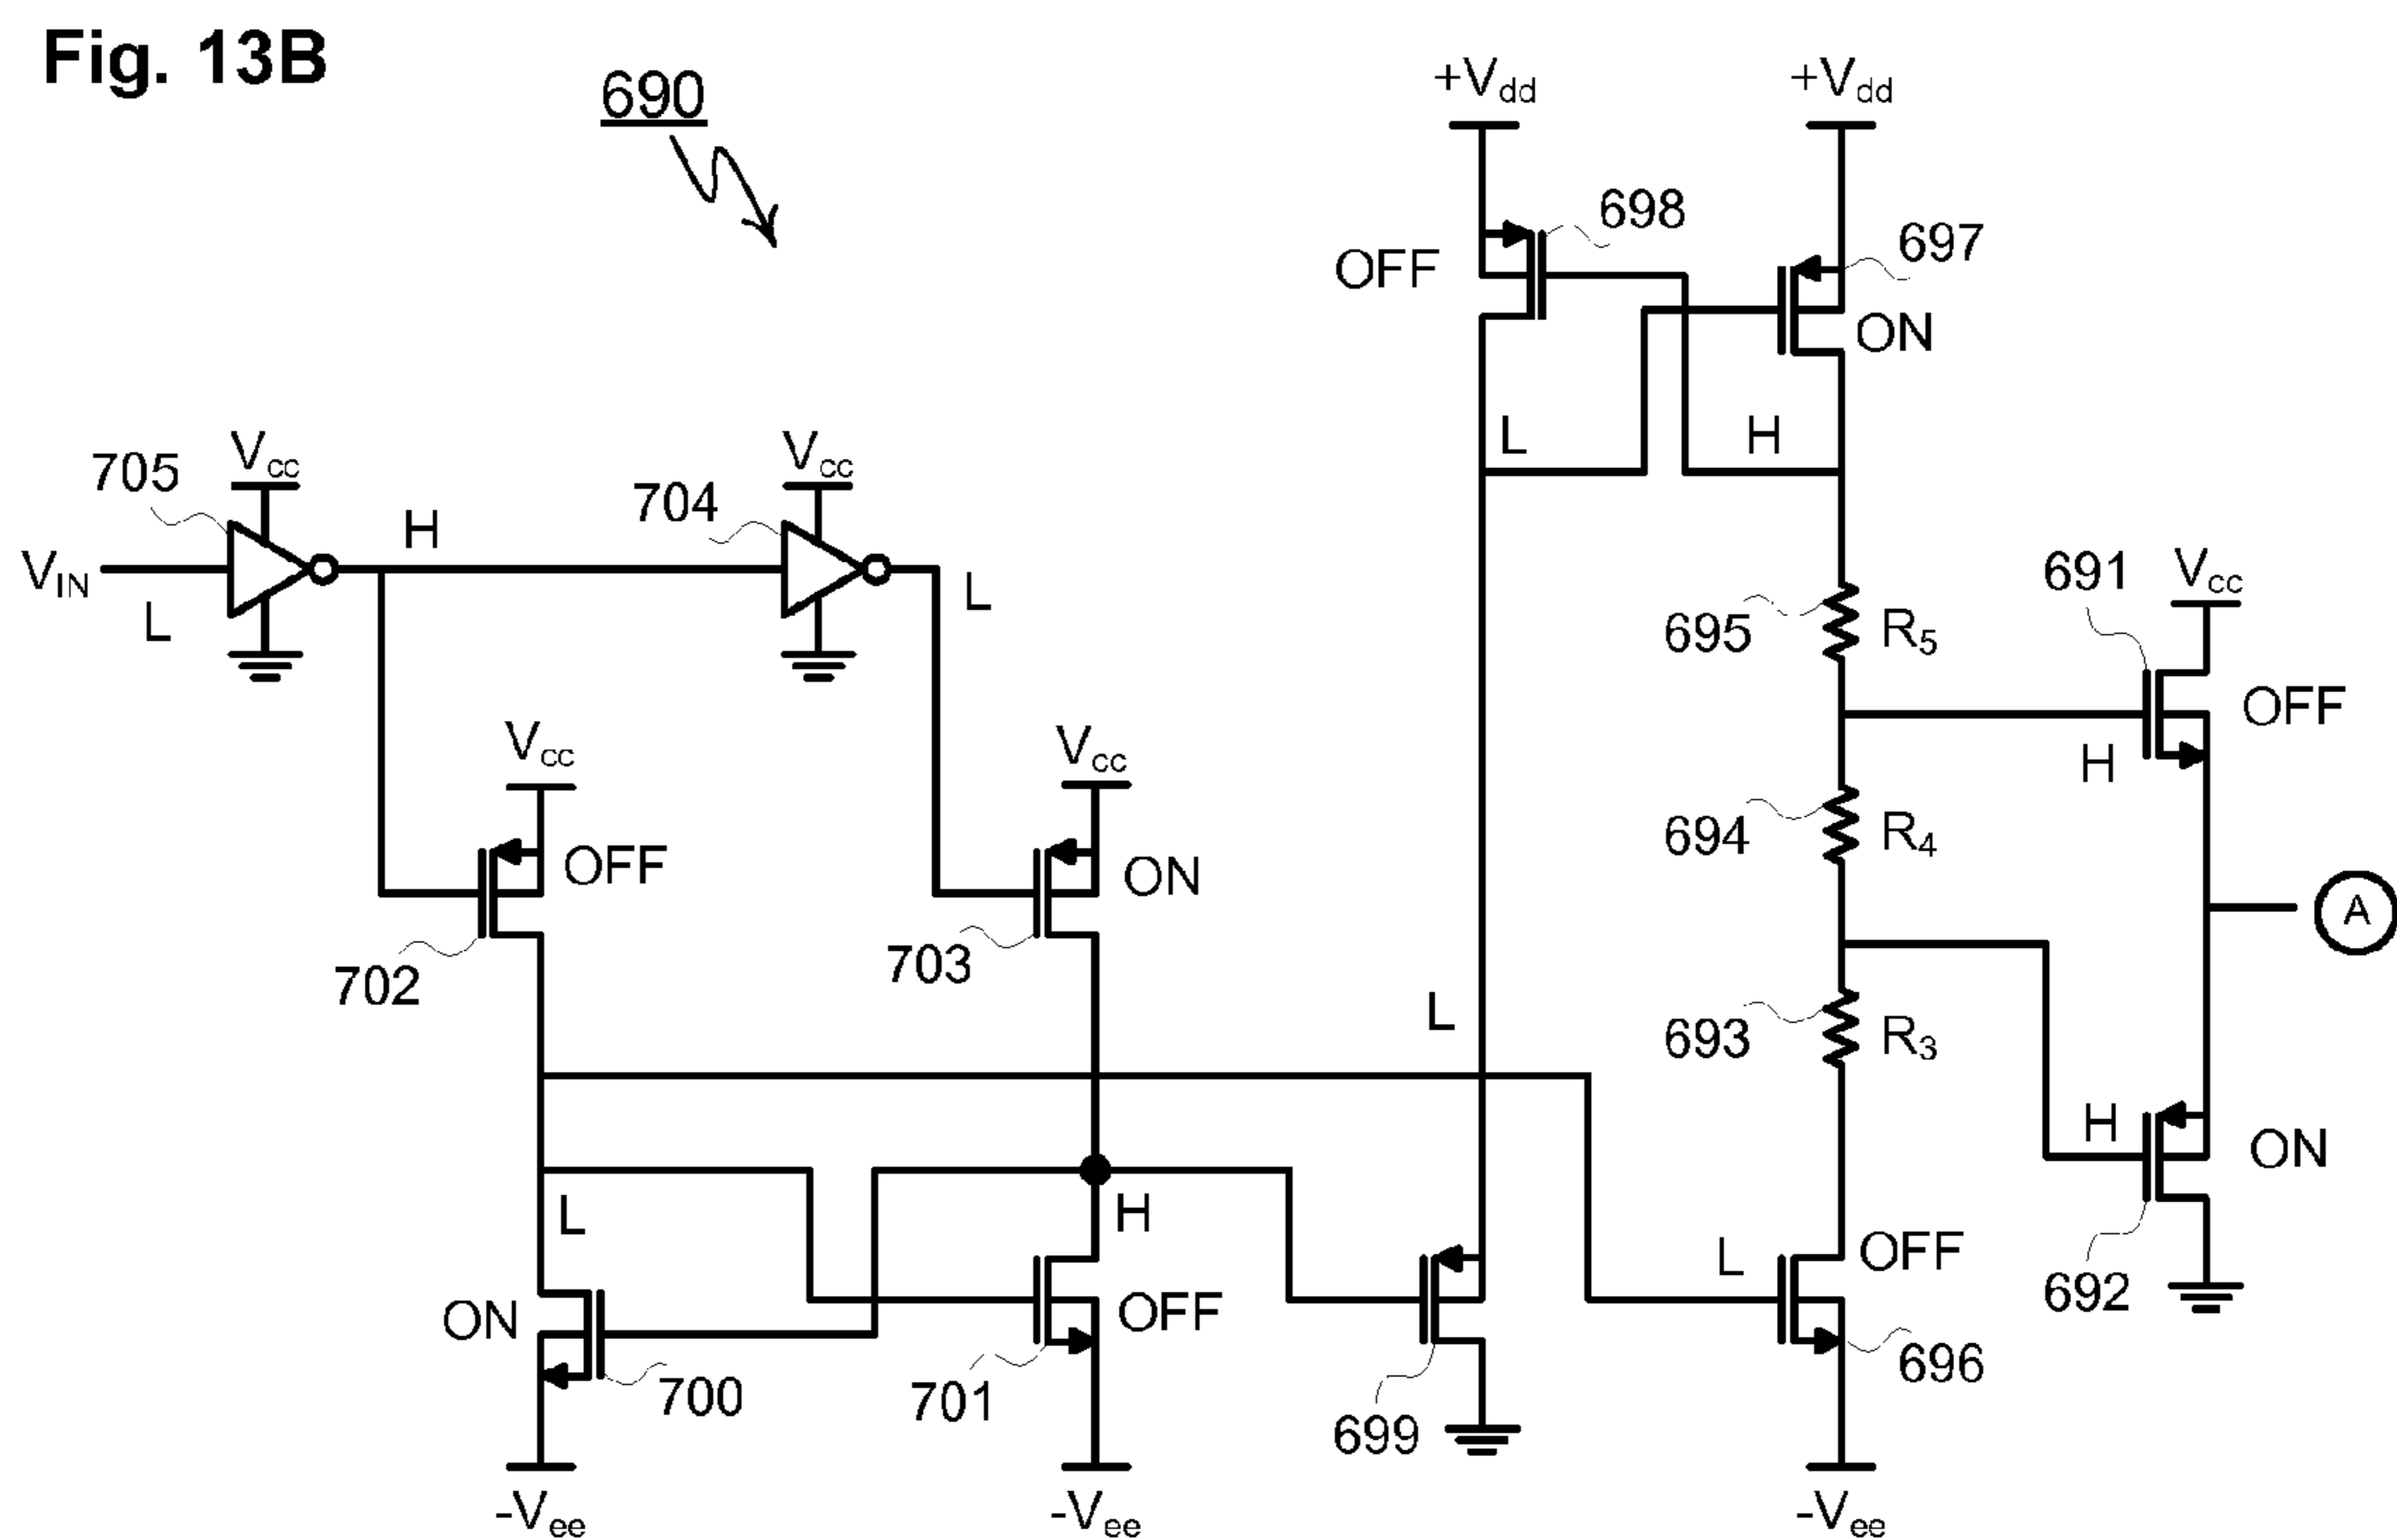 Fig. 13B
690
+Vdd
+Vdd
698
697
OFF
ON
L
H
705
Vcc
704
Vcc
H
VIN
L
L
691
Vcc
695
R5
OFF
H
Vcc
OFF
702
Vcc
ON
703
694
R4
A
L
693
R3
H
ON
692
L
H
ON
OFF
700
701
699
L
OFF
696
-Vee
-Vee
-Vee